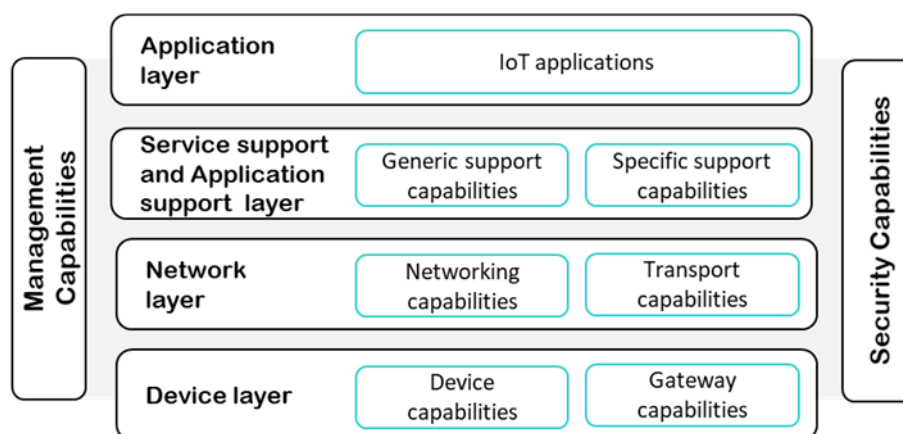 Management
Capabilities
Application
layer
IoT applications
Service support
and Application
support layer
Generic support
capabilities
Specific support
capabilities
Network
layer
Networking
capabilities
Transport
capabilities
Device layer
Device
capabilities
Gateway
capabilities
Security Capabilities